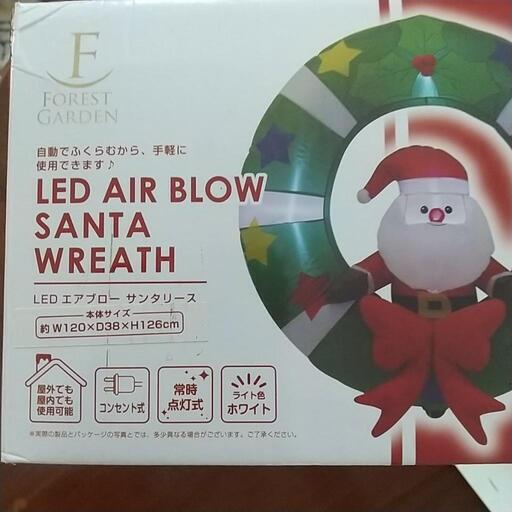 F
FOREST
GARDEN
自動でふくらむから、手軽に
使用できます♪
LED AIR BLOW
SANTA
WREATH
LED エアブロー サンタリース
本体サイズ
約 W120×D38×H126cm
屋外でも
屋内でも
使用可能
コンセント式
常時
点灯式
ライト色
ホワイト
※実際の製品とパッケージの写真とでは、多少異なる場合がございます。ご了承ください。